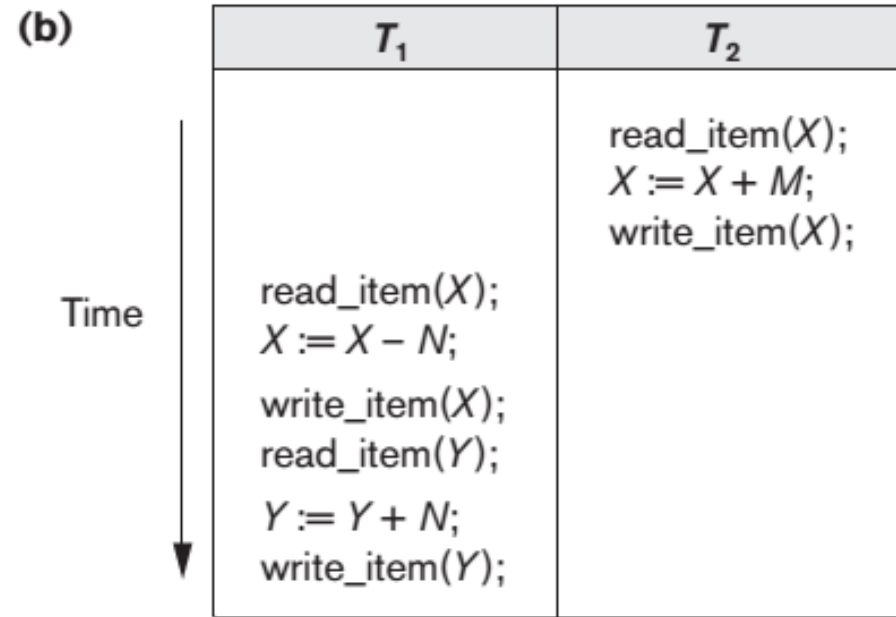 (b)
T₁ T₂
read_item(X);
X := X + M;
write_item(X);
Time
read_item(X);
X := X – N;
write_item(X);
read_item(Y);
Y := Y + N;
write_item(Y);